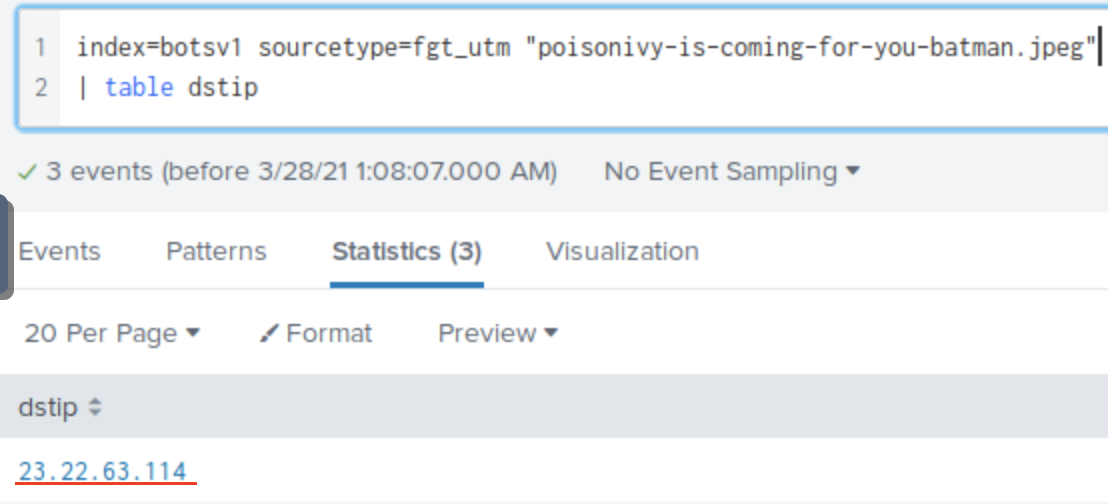 1 index=botsv1 sourcetype=fgt_utm "poisonivy-is-coming-for-you-batman.jpeg"
2 | table dstip
✓ 3 events (before 3/28/21 1:08:07.000 AM) No Event Sampling
Events Patterns Statistics (3) Visualization
20 Per Page Format Preview
dstip
23.22.63.114